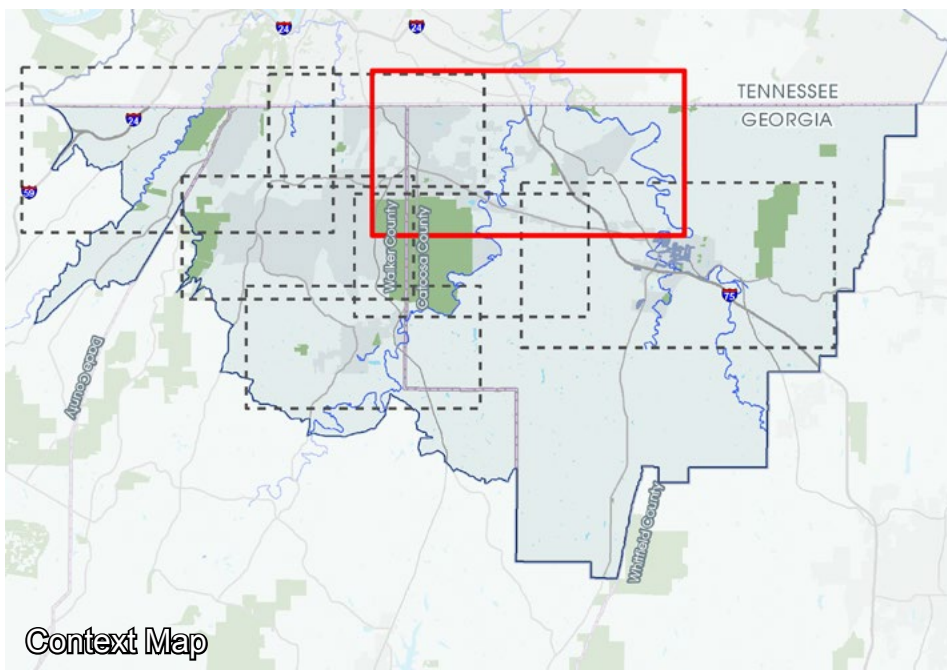 24
24
TENNESSEE
GEORGIA
24
59
Walker County
Catoosa County
75
Dade County
Whitfield County
Context Map